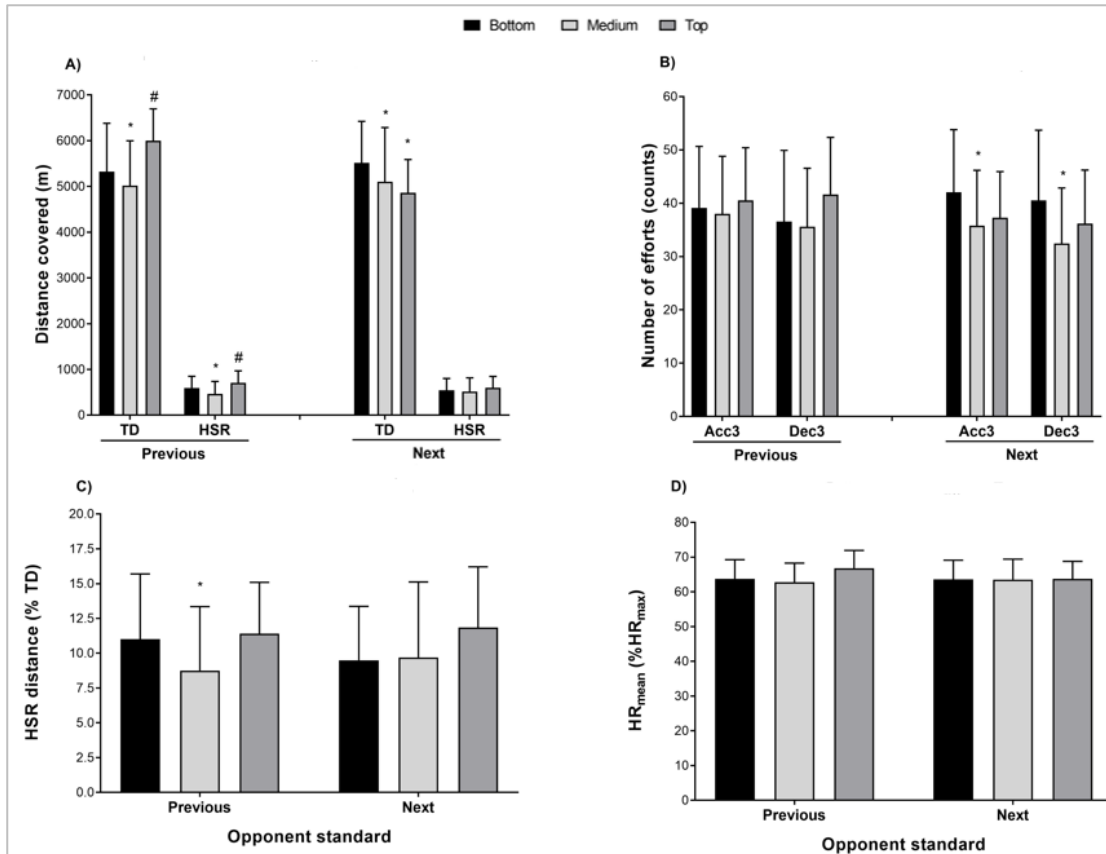 Bottom Medium Top
A)
Distance covered (m)
7000
6000
5000
4000
3000
2000
1000
0
* # * # * *
TD HSR TD HSR
Previous Next
B)
Number of efforts (counts)
60
50
40
30
20
10
0
* *
Acc3 Dec3 Acc3 Dec3
Previous Next
C)
HSR distance (% TD)
20.0
17.5
15.0
12.5
10.0
7.5
5.0
2.5
0.0
*
Previous Next
Opponent standard
D)
HRmean (%HRmax)
80
70
60
50
40
30
20
10
0
Previous Next
Opponent standard